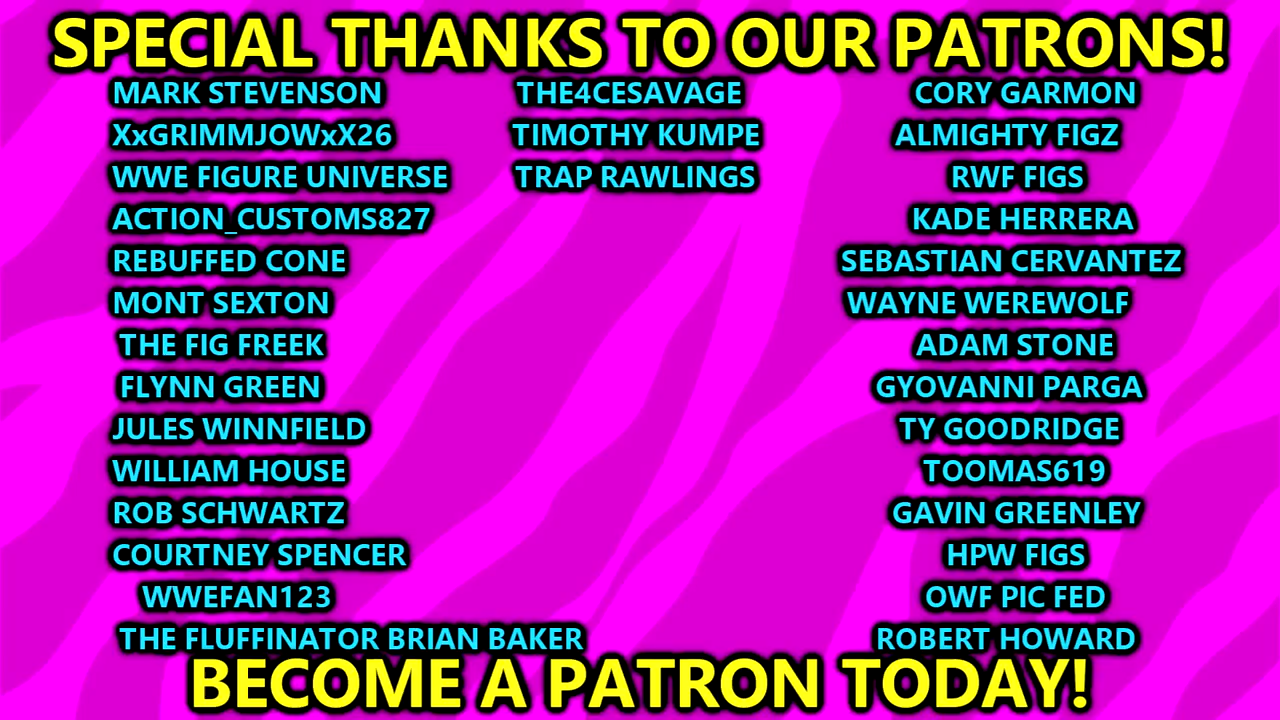 SPECIAL THANKS TO OUR PATRONS!
MARK STEVENSON
XxGRIMMJOWxX26
WWE FIGURE UNIVERSE
ACTION_CUSTOMS827
REBUFFED CONE
MONT SEXTON
THE FIG FREEK
FLYNN GREEN
JULES WINNFIELD
WILLIAM HOUSE
ROB SCHWARTZ
COURTNEY SPENCER
WWEFAN123
THE FLUFFINATOR BRIAN BAKER
THE4CESAVAGE
TIMOTHY KUMPE
TRAP RAWLINGS
CORY GARMON
ALMIGHTY FIGZ
RWF FIGS
KADE HERRERA
SEBASTIAN CERVANTEZ
WAYNE WEREWOLF
ADAM STONE
GYOVANNI PARGA
TY GOODRIDGE
TOOMAS619
GAVIN GREENLEY
HPW FIGS
OWF PIC FED
ROBERT HOWARD
BECOME A PATRON TODAY!